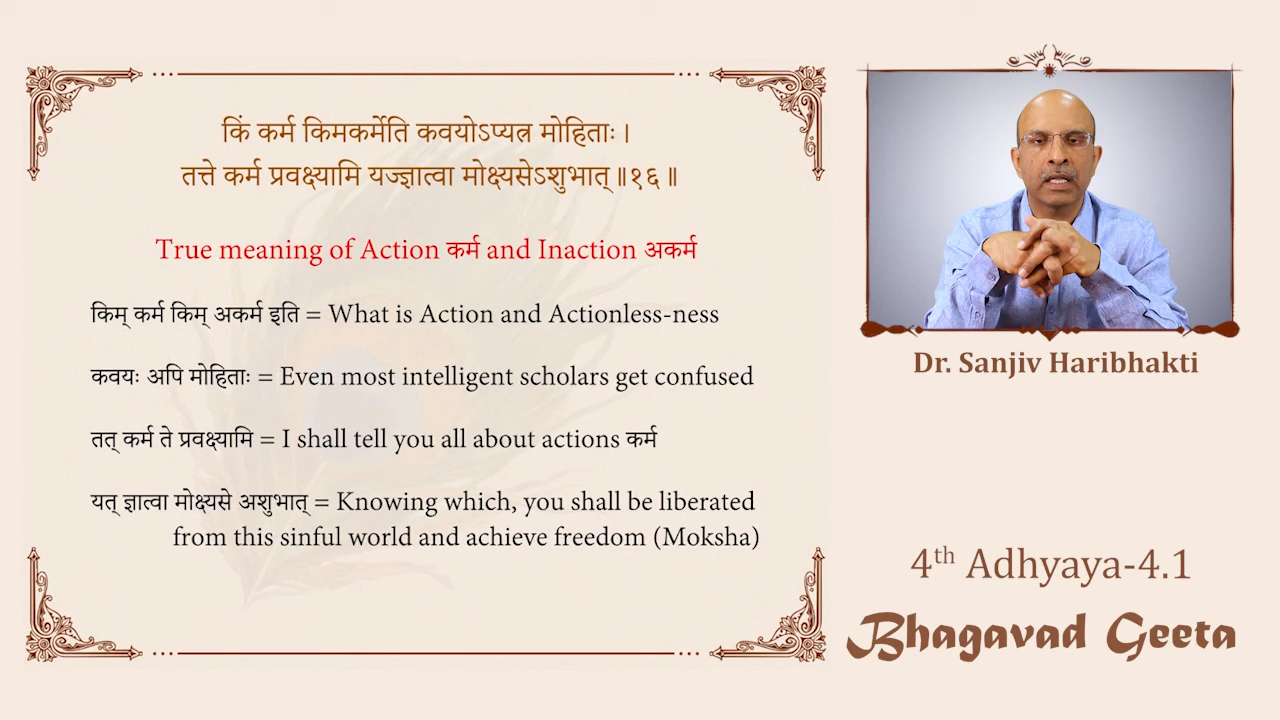 किं कर्म किमकर्मेति कवयोऽप्यत्र मोहिताः ।
तत्ते कर्म प्रवक्ष्यामि यज्ज्ञात्वा मोक्ष्यसेऽशुभात् ॥१६॥
True meaning of Action कर्म and Inaction अकर्म
किम् कर्म किम् अकर्म इति = What is Action and Actionless-ness
कवयः अपि मोहिताः = Even most intelligent scholars get confused
तत् कर्म ते प्रवक्ष्यामि = I shall tell you all about actions कर्म
यत् ज्ञात्वा मोक्ष्यसे अशुभात् = Knowing which, you shall be liberated
from this sinful world and achieve freedom (Moksha)
Dr. Sanjiv Haribhakti
4th Adhyaya-4.1
Bhagavad Geeta